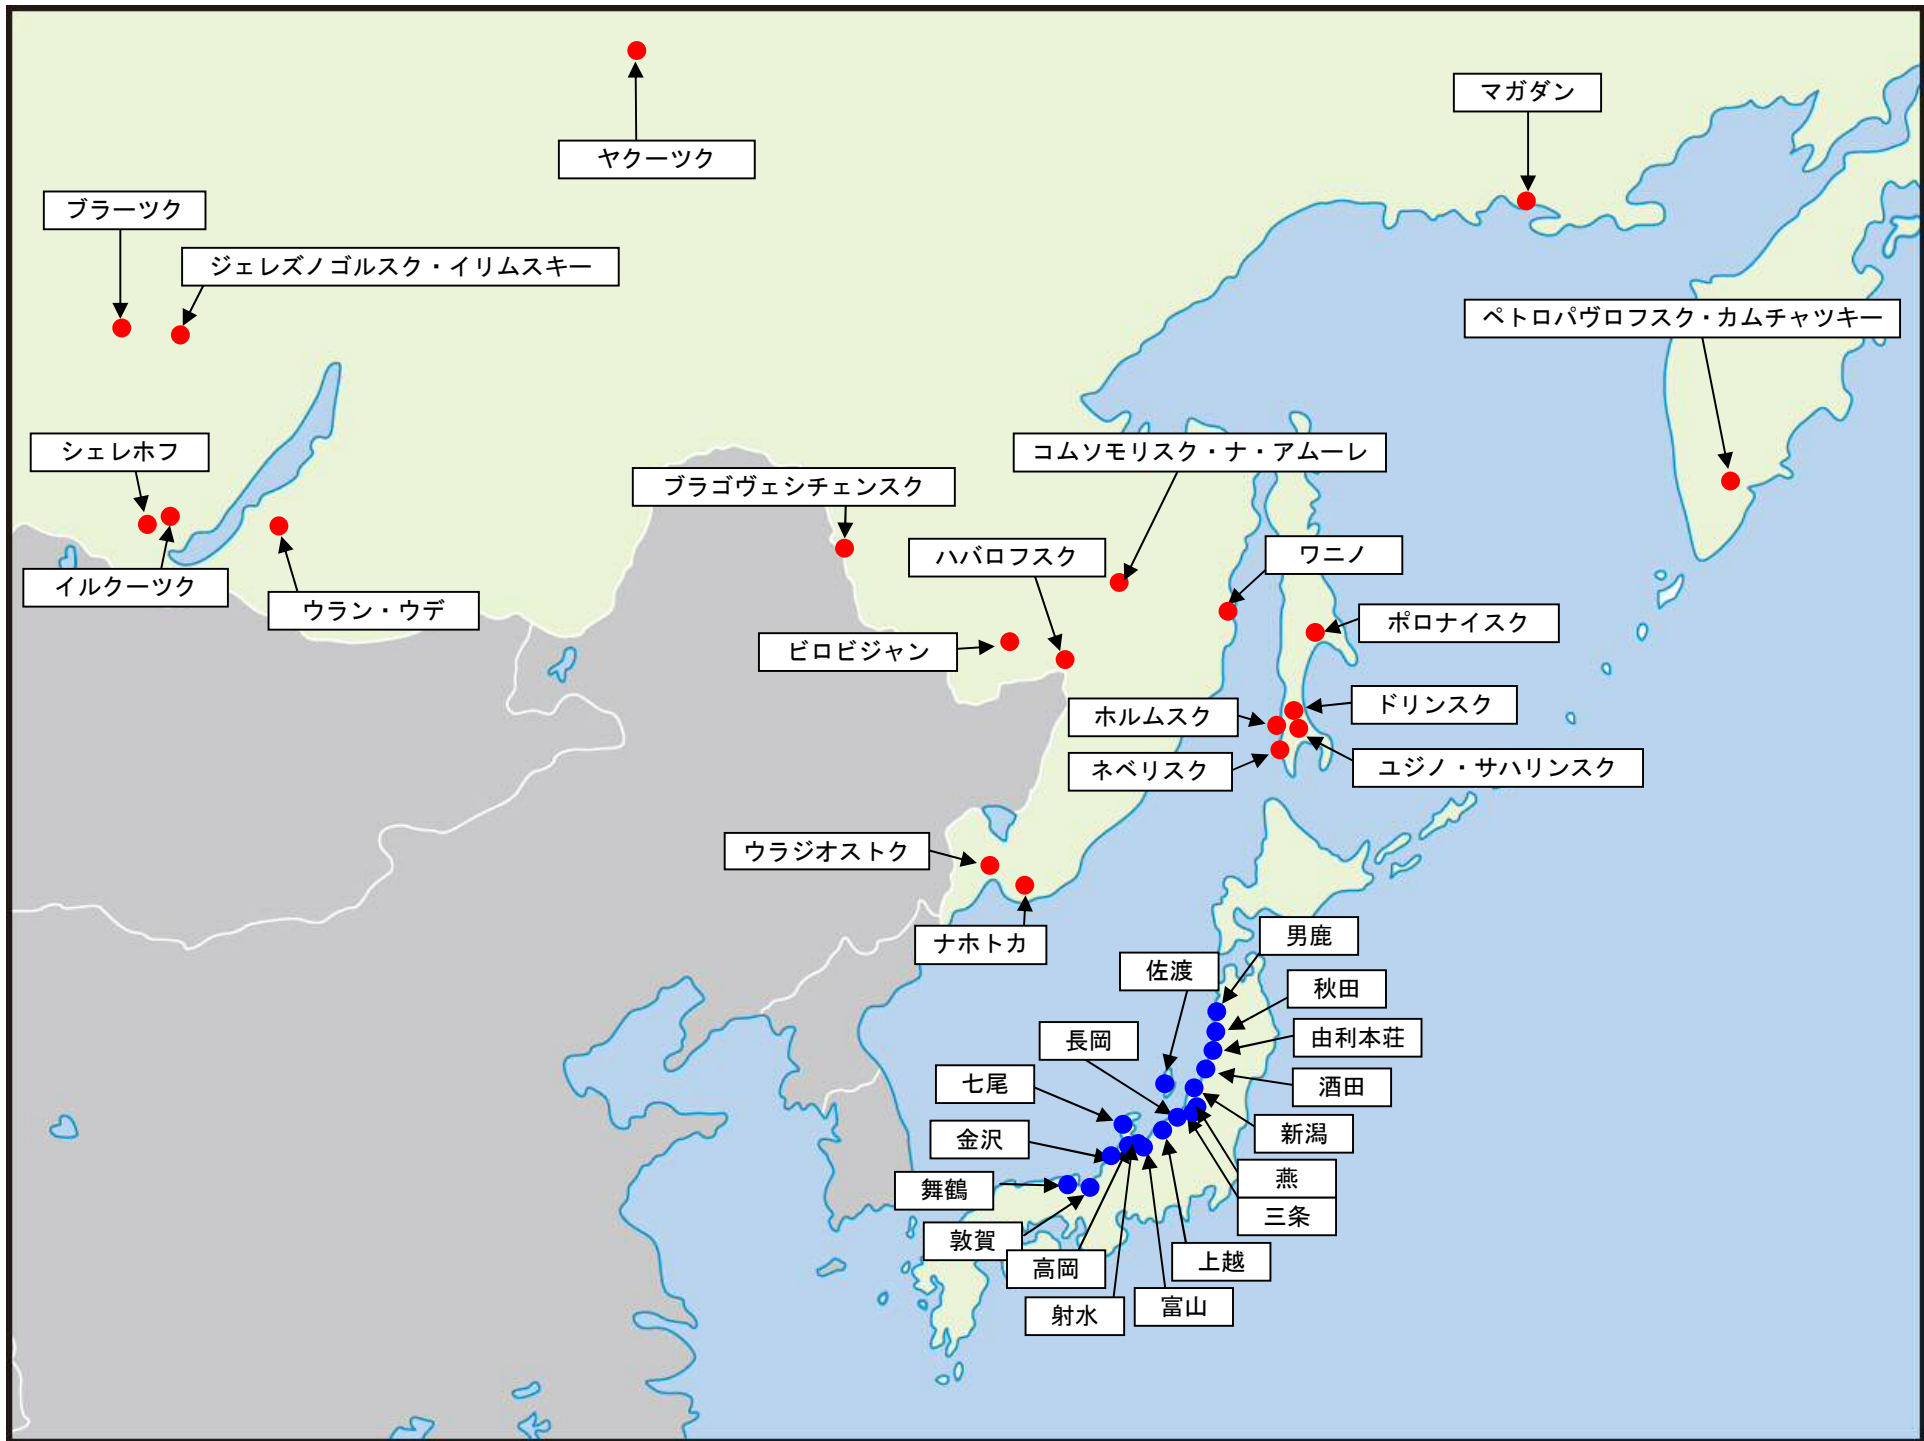 マガダン
ヤクーツク
ブラーツク
ジェレズノゴルスク・イリムスキー
ペトロパヴロフスク・カムチャツキー
シェレホフ
コムソモリスク・ナ・アムーレ
ブラゴヴェシチェンスク
ハバロフスク
ワニノ
イルクーツク
ウラン・ウデ
ポロナイスク
ビロビジャン
ドリンスク
ホルムスク
ネベリスク
ユジノ・サハリンスク
ウラジオストク
ナホトカ
男鹿
佐渡
秋田
長岡
由利本荘
七尾
酒田
金沢
新潟
燕
舞鶴
三条
敦賀
上越
高岡
富山
射水